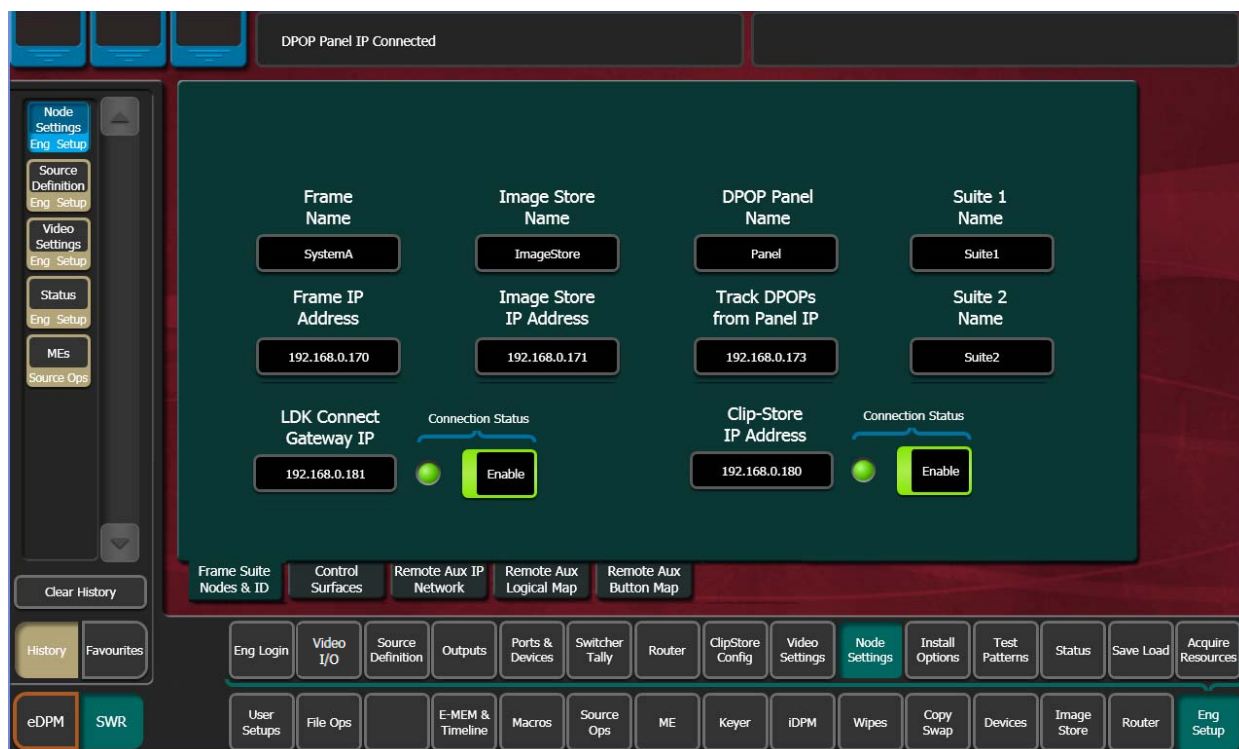 DPOP Panel IP Connected
Node
Settings
Eng Setup
Source
Definition
Eng Setup
Video
Settings
Eng Setup
Status
Eng Setup
MEs
Source Ops
Clear History
History
Favourites
eDPM
SWR
Frame
Name
SystemA
Image Store
Name
ImageStore
DPOP Panel
Name
Panel
Suite 1
Name
Suite1
Frame IP
Address
192.168.0.170
Image Store
IP Address
192.168.0.171
Track DPOPs
from Panel IP
192.168.0.173
Suite 2
Name
Suite2
LDK Connect
Gateway IP
192.168.0.181
Connection Status
Enable
Clip-Store
IP Address
192.168.0.180
Connection Status
Enable
Frame Suite
Nodes & ID
Control
Surfaces
Remote Aux IP
Network
Remote Aux
Logical Map
Remote Aux
Button Map
Eng Login
Video
I/O
Source
Definition
Outputs
Ports &
Devices
Switcher
Tally
Router
ClipStore
Config
Video
Settings
Node
Settings
Install
Options
Test
Patterns
Status
Save Load
Acquire
Resources
User
Setups
File Ops
E-MEM &
Timeline
Macros
Source
Ops
ME
Keyer
iDPM
Wipes
Copy
Swap
Devices
Image
Store
Router
Eng
Setup